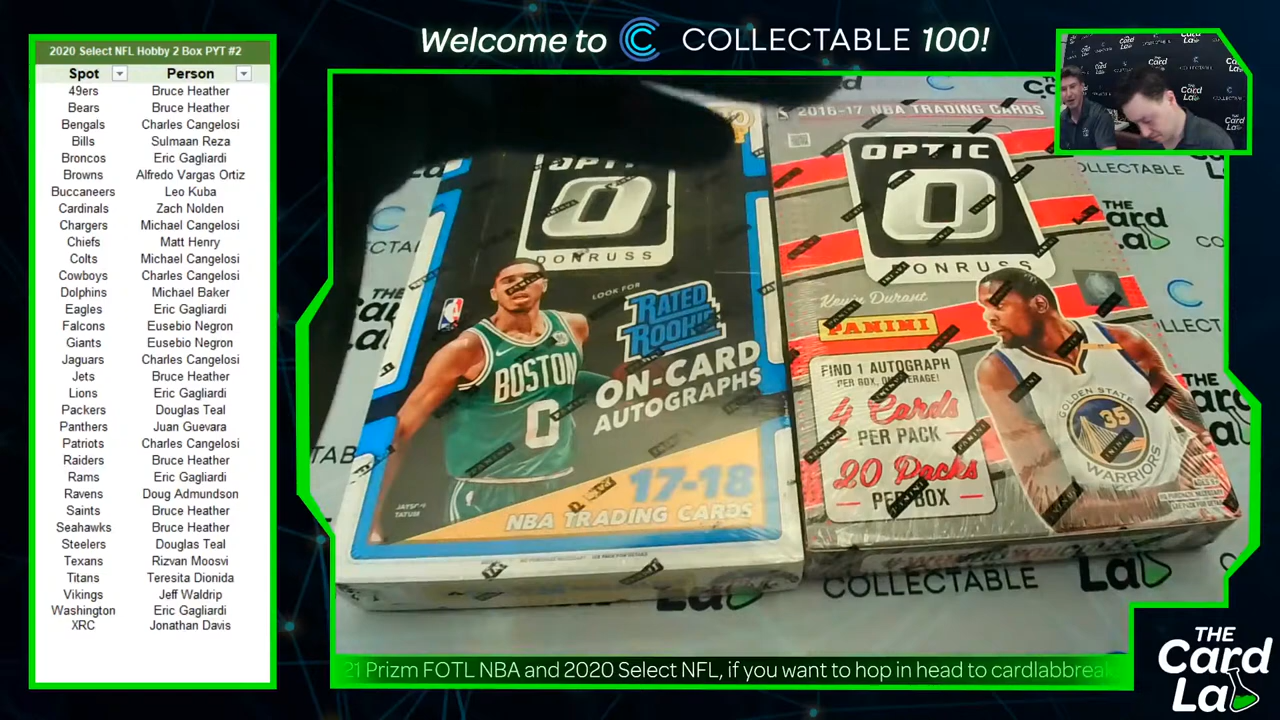 Welcome to COLLECTABLE 100!
2020 Select NFL Hobby 2 Box PYT #2
Spot Person
49ers Bruce Heather
Bears Bruce Heather
Bengals Charles Cangelosi
Bills Sulmaan Reza
Broncos Eric Gagliardi
Browns Alfredo Vargas Ortiz
Buccaneers Leo Kuba
Cardinals Zach Nolden
Chargers Michael Cangelosi
Chiefs Matt Henry
Colts Michael Cangelosi
Cowboys Charles Cangelosi
Dolphins Michael Baker
Eagles Eric Gagliardi
Falcons Eusebio Negron
Giants Eusebio Negron
Jaguars Charles Cangelosi
Jets Bruce Heather
Lions Eric Gagliardi
Packers Douglas Teal
Panthers Juan Guevara
Patriots Charles Cangelosi
Raiders Bruce Heather
Rams Eric Gagliardi
Ravens Doug Admundson
Saints Bruce Heather
Seahawks Bruce Heather
Steelers Douglas Teal
Texans Rizvan Moosvi
Titans Teresita Dionida
Vikings Jeff Waldrip
Washington Eric Gagliardi
XRC Jonathan Davis
OPTIC
DONRUSS
LOOK FOR
RATED
ROOKIE
ON-CARD
AUTOGRAPHS
BOSTON
0
17-18
NBA TRADING CARDS
2016-17 NBA TRADING CARDS
OPTIC
DONRUSS
Kevin Durant
PANINI
FIND 1 AUTOGRAPH
PER BOX, ON AVERAGE!
4 Cards
PER PACK
20 Packs
PER BOX
GOLDEN STATE
35
WARRIORS
COLLECTABLE
THE
Card
La
21 Prizm FOTL NBA and 2020 Select NFL, if you want to hop in head to cardlabbreak
THE
Card
La